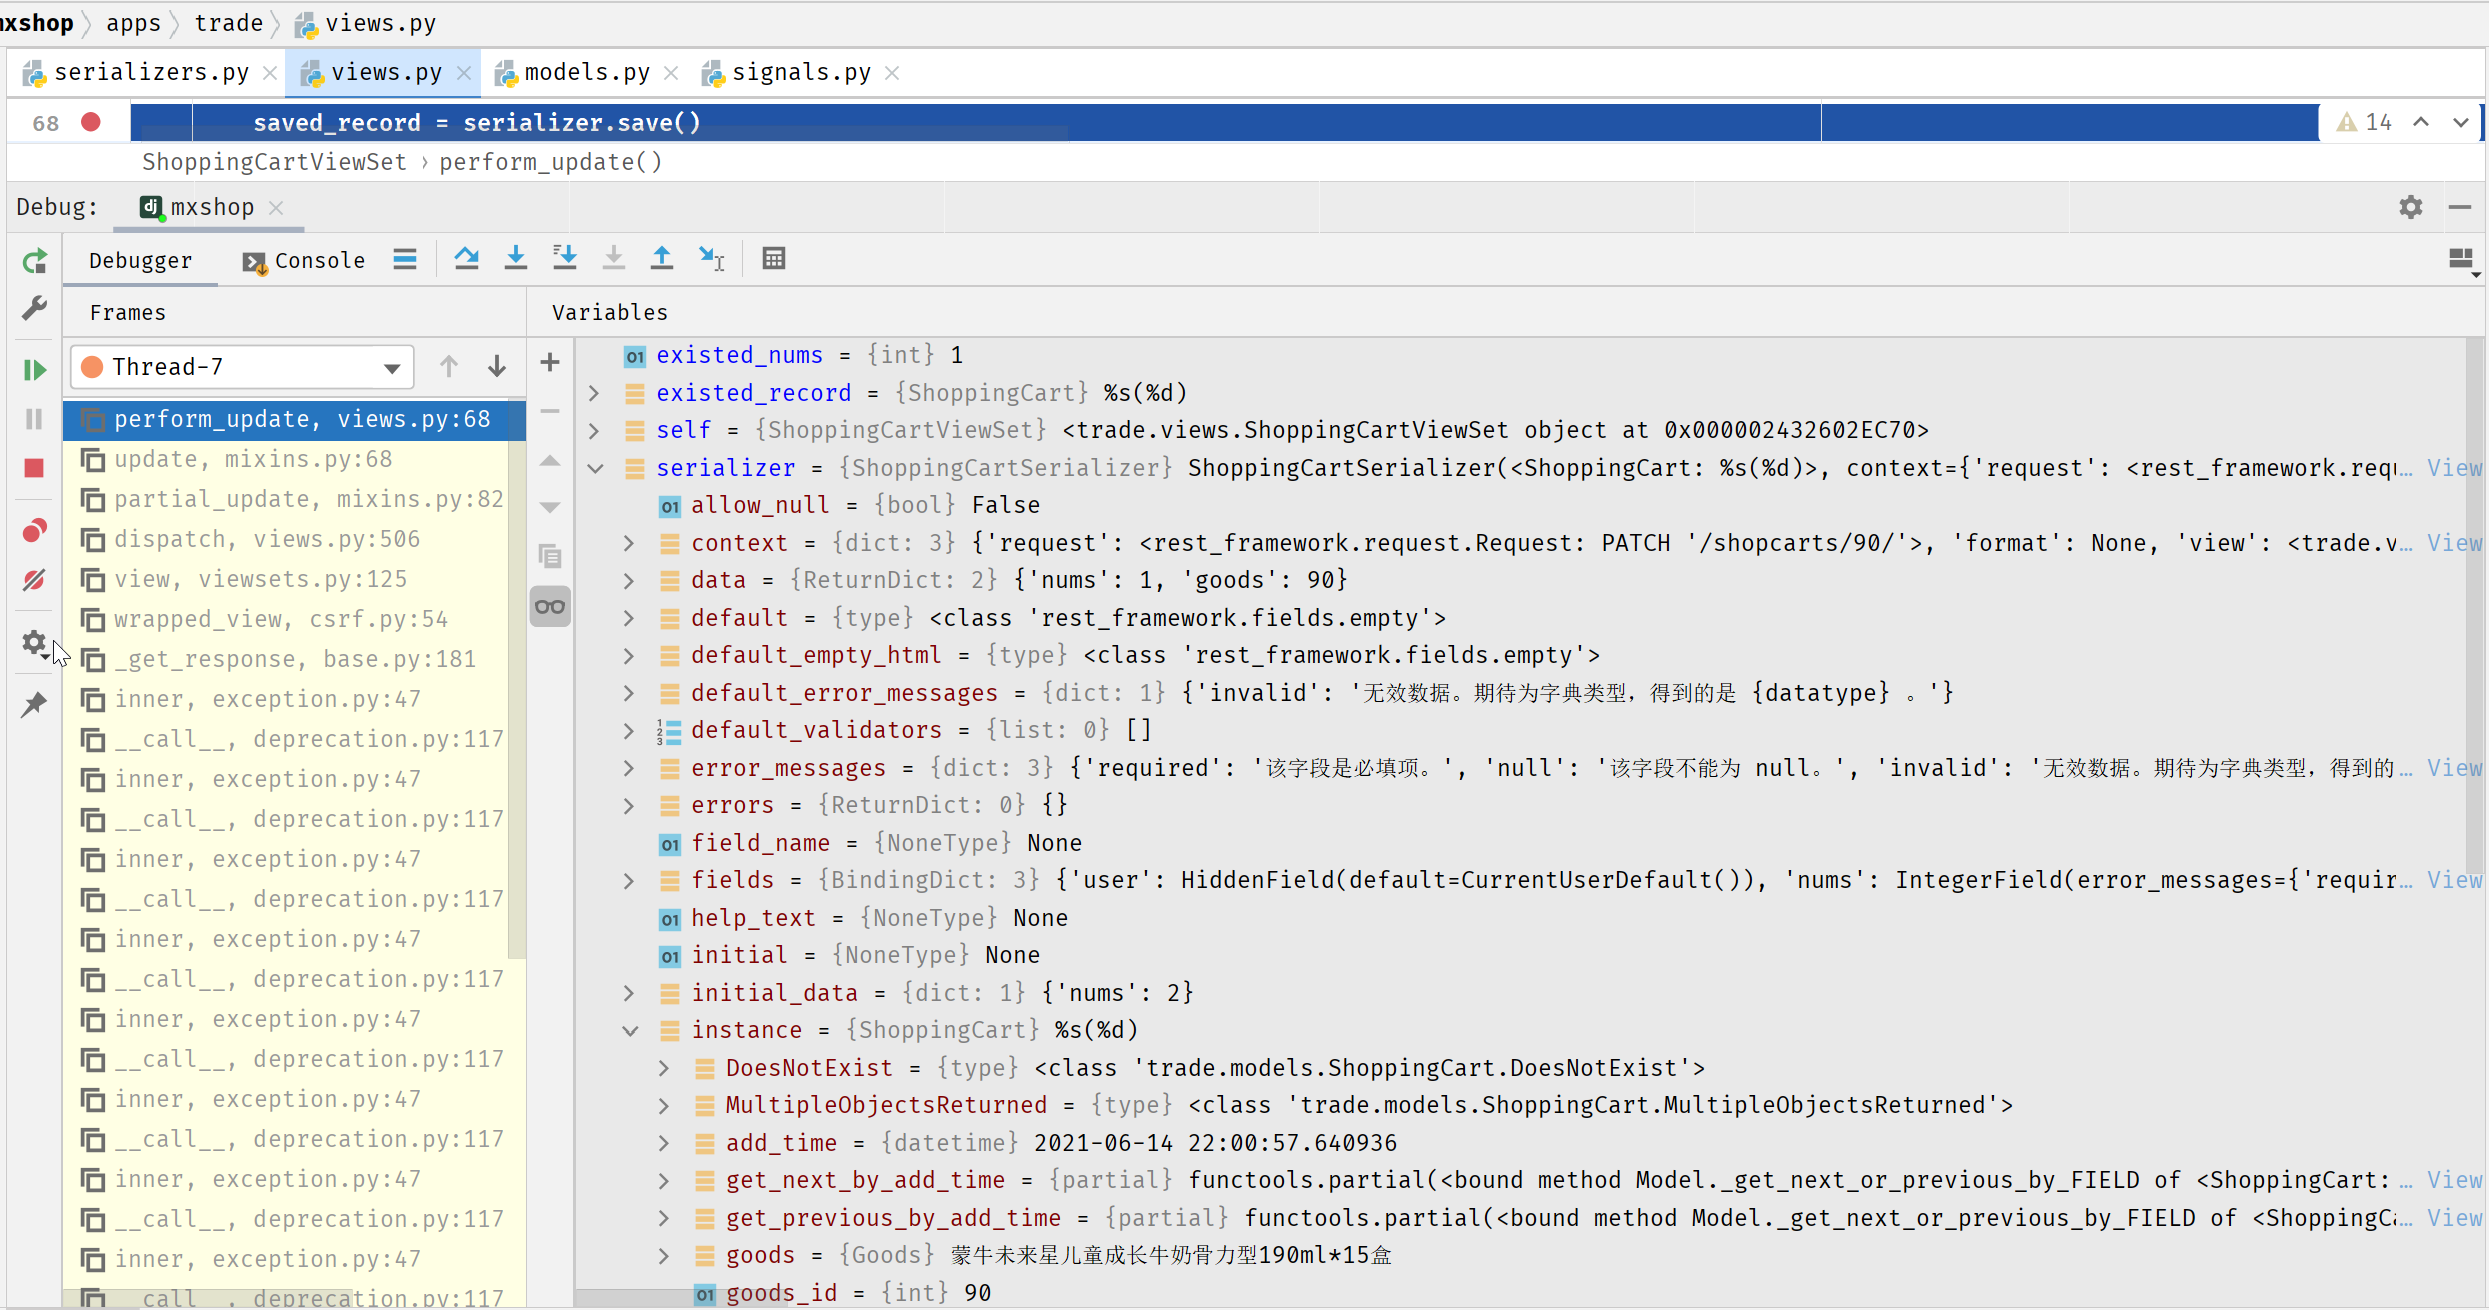 mxshop apps trade views.py
serializers.py views.py models.py signals.py
68 saved_record = serializer.save() 14
ShoppingCartViewSet › perform_update()
Debug: mxshop
Debugger Console
Frames Variables
Thread-7
perform_update, views.py:68
update, mixins.py:68
partial_update, mixins.py:82
dispatch, views.py:506
view, viewsets.py:125
wrapped_view, csrf.py:54
_get_response, base.py:181
inner, exception.py:47
__call__, deprecation.py:117
inner, exception.py:47
__call__, deprecation.py:117
inner, exception.py:47
__call__, deprecation.py:117
inner, exception.py:47
__call__, deprecation.py:117
inner, exception.py:47
__call__, deprecation.py:117
inner, exception.py:47
__call__, deprecation.py:117
inner, exception.py:47
__call__, deprecation.py:117
inner, exception.py:47
__call__, deprecation.py:117
existed_nums = {int} 1
existed_record = {ShoppingCart} %s(%d)
self = {ShoppingCartViewSet} <trade.views.ShoppingCartViewSet object at 0x000002432602EC70>
serializer = {ShoppingCartSerializer} ShoppingCartSerializer(<ShoppingCart: %s(%d)>, context={'request': <rest_framework.requ… View
allow_null = {bool} False
context = {dict: 3} {'request': <rest_framework.request.Request: PATCH '/shopcarts/90/'>, 'format': None, 'view': <trade.v… View
data = {ReturnDict: 2} {'nums': 1, 'goods': 90}
default = {type} <class 'rest_framework.fields.empty'>
default_empty_html = {type} <class 'rest_framework.fields.empty'>
default_error_messages = {dict: 1} {'invalid': '无效数据。期待为字典类型，得到的是 {datatype} 。'}
default_validators = {list: 0} []
error_messages = {dict: 3} {'required': '该字段是必填项。', 'null': '该字段不能为 null。', 'invalid': '无效数据。期待为字典类型，得到的… View
errors = {ReturnDict: 0} {}
field_name = {NoneType} None
fields = {BindingDict: 3} {'user': HiddenField(default=CurrentUserDefault()), 'nums': IntegerField(error_messages={'requir… View
help_text = {NoneType} None
initial = {NoneType} None
initial_data = {dict: 1} {'nums': 2}
instance = {ShoppingCart} %s(%d)
DoesNotExist = {type} <class 'trade.models.ShoppingCart.DoesNotExist'>
MultipleObjectsReturned = {type} <class 'trade.models.ShoppingCart.MultipleObjectsReturned'>
add_time = {datetime} 2021-06-14 22:00:57.640936
get_next_by_add_time = {partial} functools.partial(<bound method Model._get_next_or_previous_by_FIELD of <ShoppingCart:… View
get_previous_by_add_time = {partial} functools.partial(<bound method Model._get_next_or_previous_by_FIELD of <ShoppingCa… View
goods = {Goods} 蒙牛未来星儿童成长牛奶骨力型190ml*15盒
goods_id = {int} 90